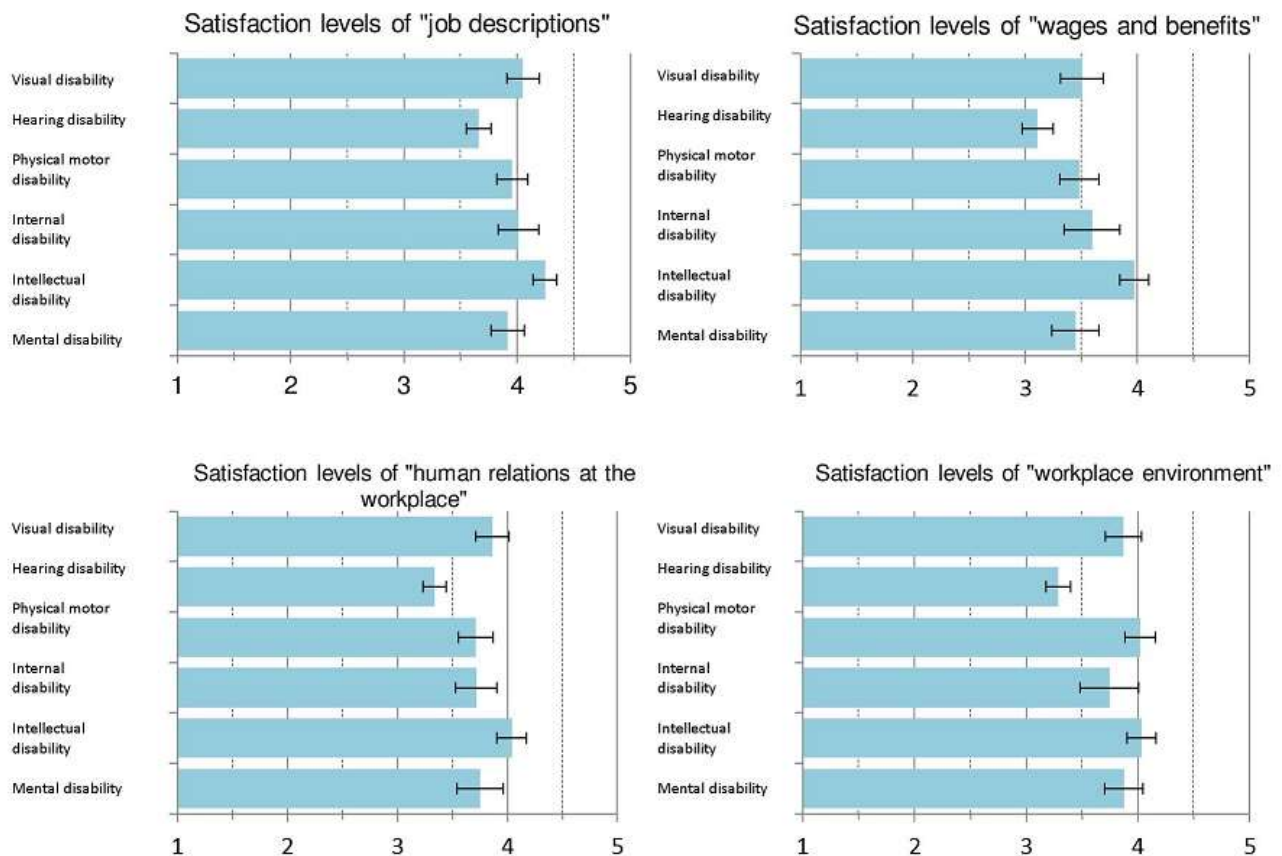 Satisfaction levels of "job descriptions"
Visual disability
Hearing disability
Physical motor
disability
Internal
disability
Intellectual
disability
Mental disability
1 2 3 4 5
Satisfaction levels of "wages and benefits"
Visual disability
Hearing disability
Physical motor
disability
Internal
disability
Intellectual
disability
Mental disability
1 2 3 4 5
Satisfaction levels of "human relations at the
workplace"
Visual disability
Hearing disability
Physical motor
disability
Internal
disability
Intellectual
disability
Mental disability
1 2 3 4 5
Satisfaction levels of "workplace environment"
Visual disability
Hearing disability
Physical motor
disability
Internal
disability
Intellectual
disability
Mental disability
1 2 3 4 5